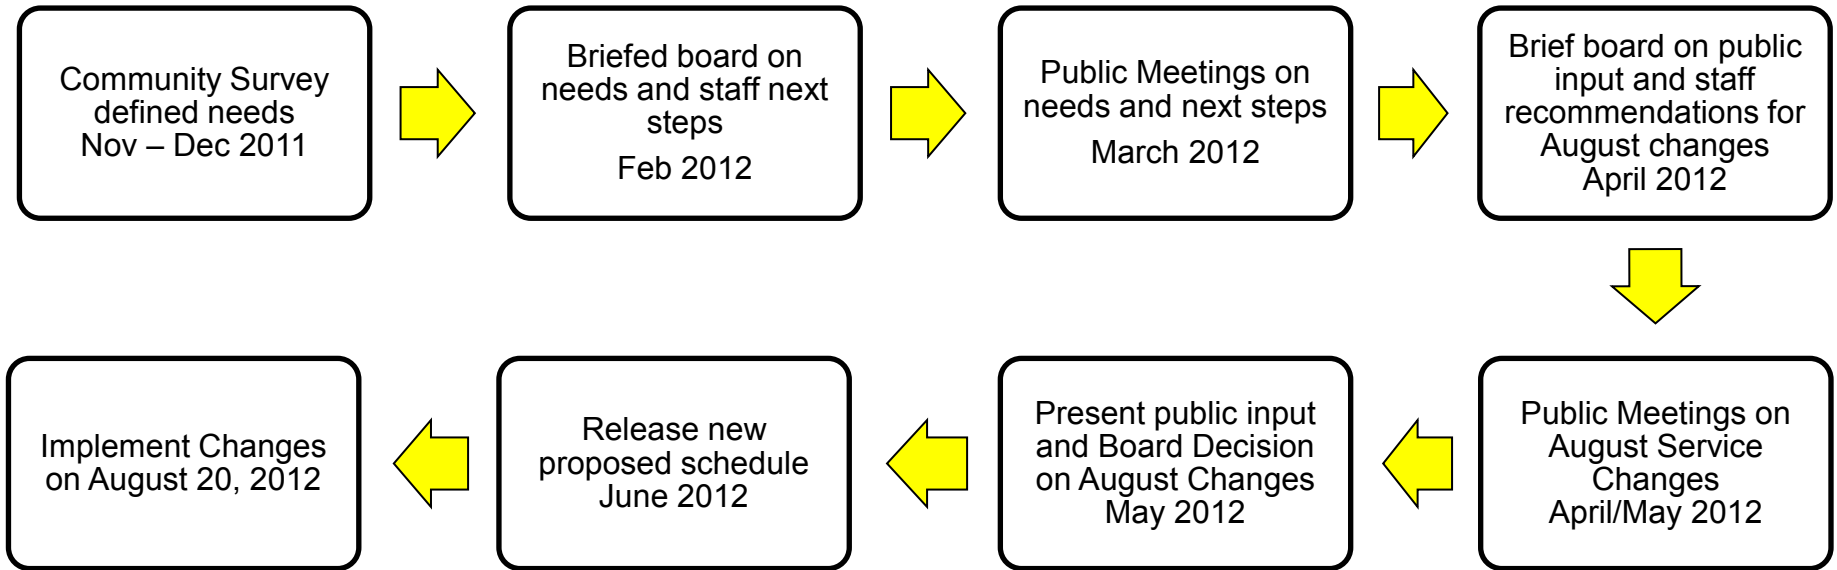 Community Survey
defined needs
Nov – Dec 2011
Briefed board on
needs and staff next
steps
Feb 2012
Public Meetings on
needs and next steps
March 2012
Brief board on public
input and staff
recommendations for
August changes
April 2012
Public Meetings on
August Service
Changes
April/May 2012
Present public input
and Board Decision
on August Changes
May 2012
Release new
proposed schedule
June 2012
Implement Changes
on August 20, 2012